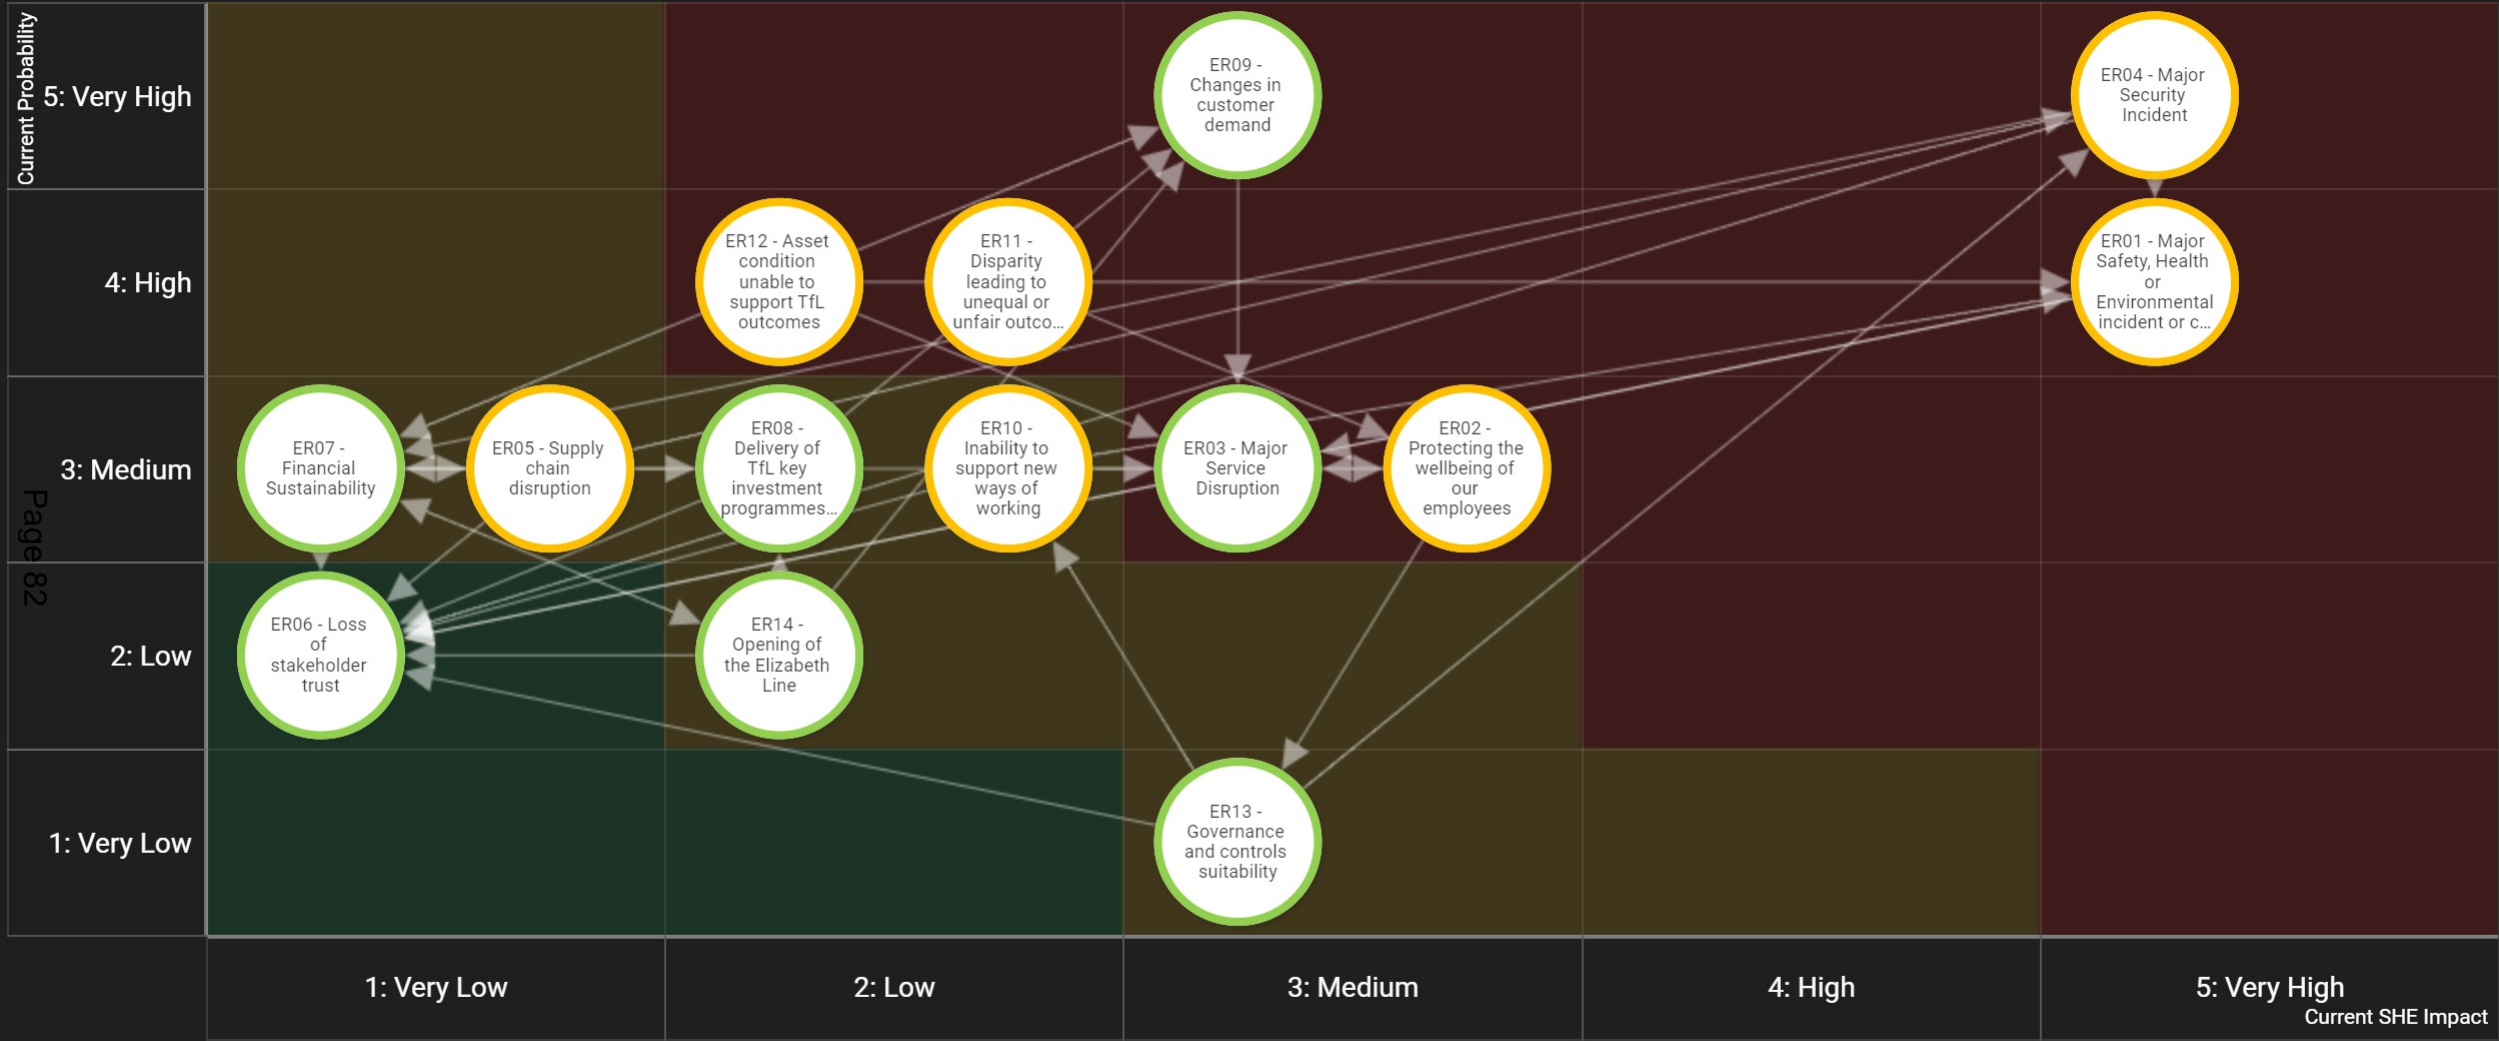 Current Probability
5: Very High
ER09 -
Changes in
customer
demand
ER04 - Major
Security
Incident
4: High
ER12 - Asset
condition
unable to
support TfL
outcomes
ER11 -
Disparity
leading to
unequal or
unfair outco...
ER01 - Major
Safety, Health
or
Environmental
incident or c...
3: Medium
ER07 -
Financial
Sustainability
ER05 - Supply
chain
disruption
ER08 -
Delivery of
TfL key
investment
programmes...
ER10 -
Inability to
support new
ways of
working
ER03 - Major
Service
Disruption
ER02 -
Protecting the
wellbeing of
our
employees
Page 82
2: Low
ER06 - Loss
of
stakeholder
trust
ER14 -
Opening of
the Elizabeth
Line
1: Very Low
ER13 -
Governance
and controls
suitability
1: Very Low
2: Low
3: Medium
4: High
5: Very High
Current SHE Impact